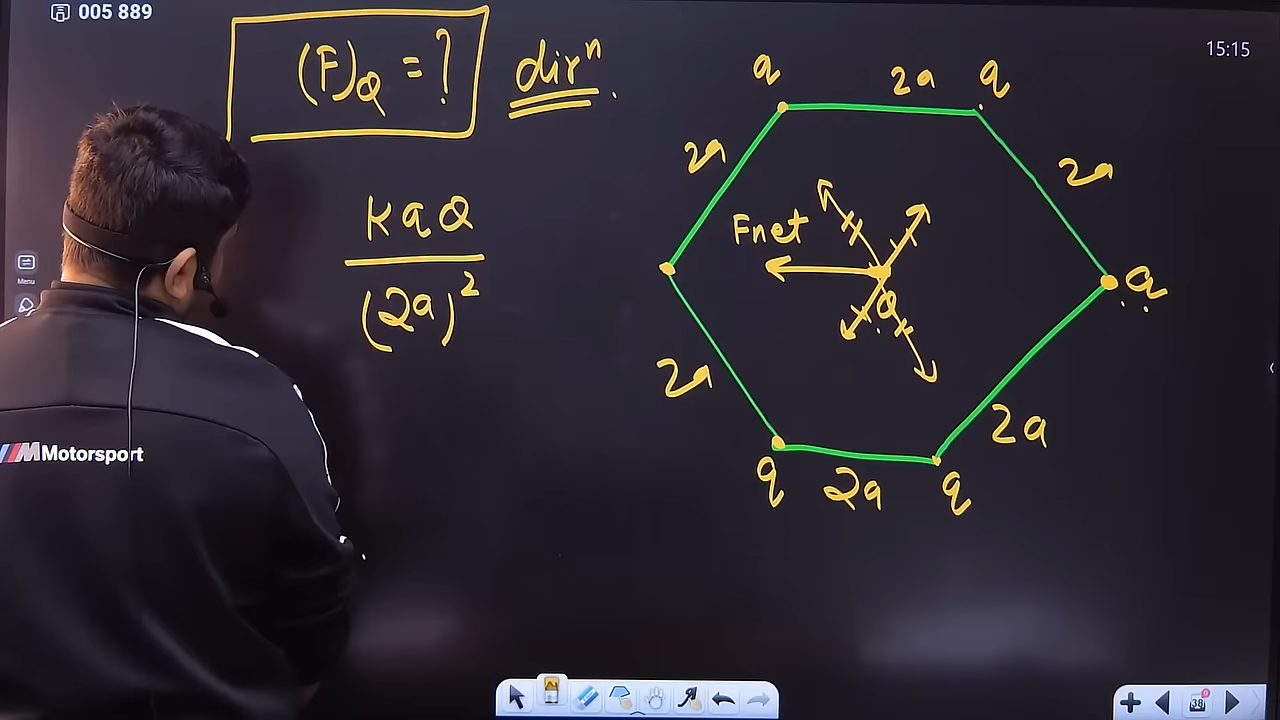 005 889
15:15
(F)Q = ? dirⁿ.
q 2a q
2a 2a
KqQ
(2a)²
Fnet
Q
q
2a 2a
q 2a q
Menu
M Motorsport
38